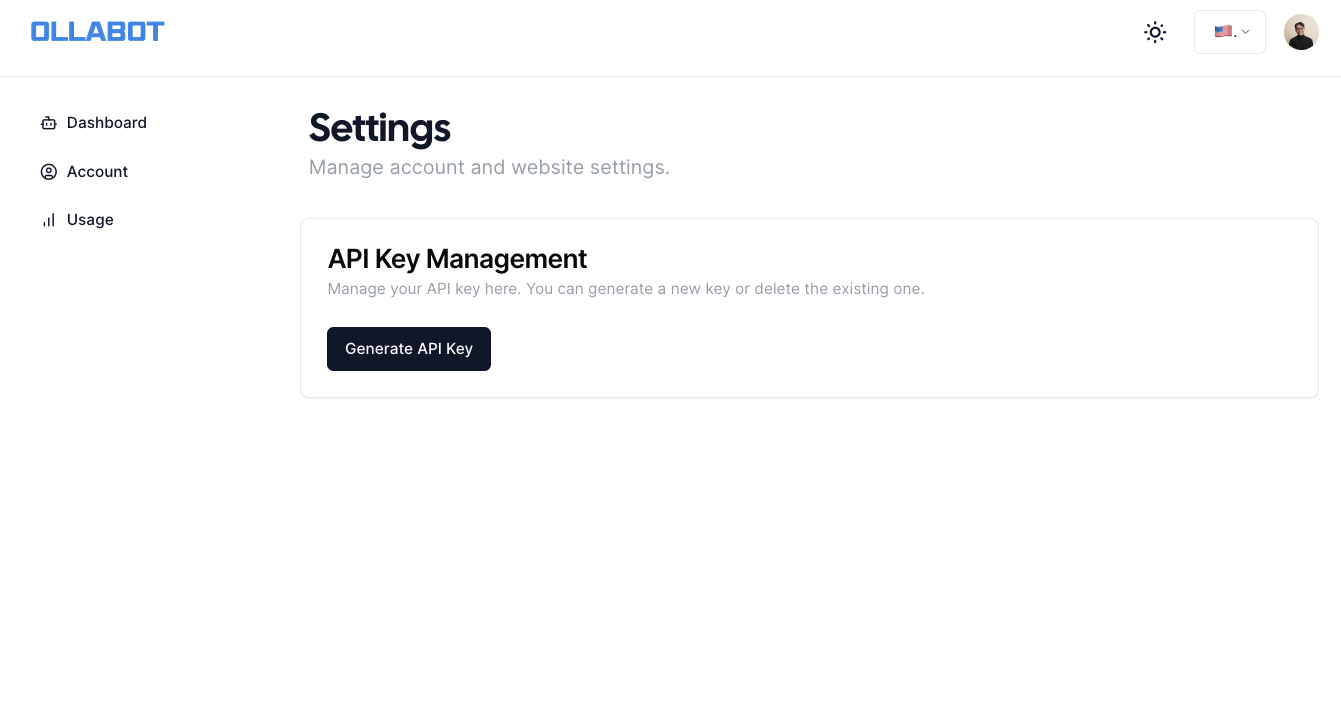 OLLABOT
Dashboard
Account
Usage
Settings
Manage account and website settings.
API Key Management
Manage your API key here. You can generate a new key or delete the existing one.
Generate API Key